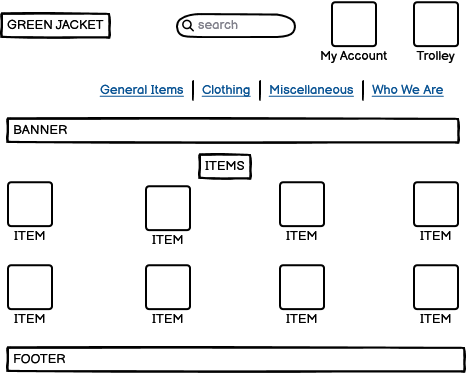 GREEN JACKET
search
My Account
Trolley
General Items | Clothing | Miscellaneous | Who We Are
BANNER
ITEMS
ITEM ITEM ITEM ITEM
ITEM ITEM ITEM ITEM
FOOTER